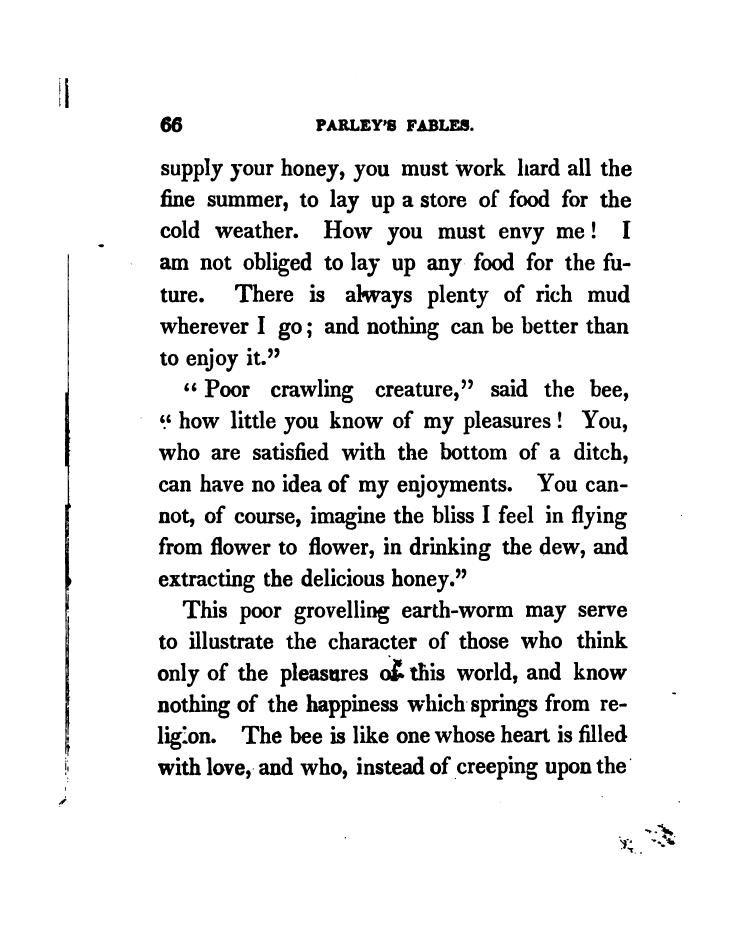 66 PARLEY'S FABLES.
supply your honey, you must work hard all the
fine summer, to lay up a store of food for the
cold weather. How you must envy me! I
am not obliged to lay up any food for the fu-
ture. There is always plenty of rich mud
wherever I go; and nothing can be better than
to enjoy it.”
“Poor crawling creature,” said the bee,
“how little you know of my pleasures! You,
who are satisfied with the bottom of a ditch,
can have no idea of my enjoyments. You can-
not, of course, imagine the bliss I feel in flying
from flower to flower, in drinking the dew, and
extracting the delicious honey.”
This poor grovelling earth-worm may serve
to illustrate the character of those who think
only of the pleasures of this world, and know
nothing of the happiness which springs from re-
ligion. The bee is like one whose heart is filled
with love, and who, instead of creeping upon the